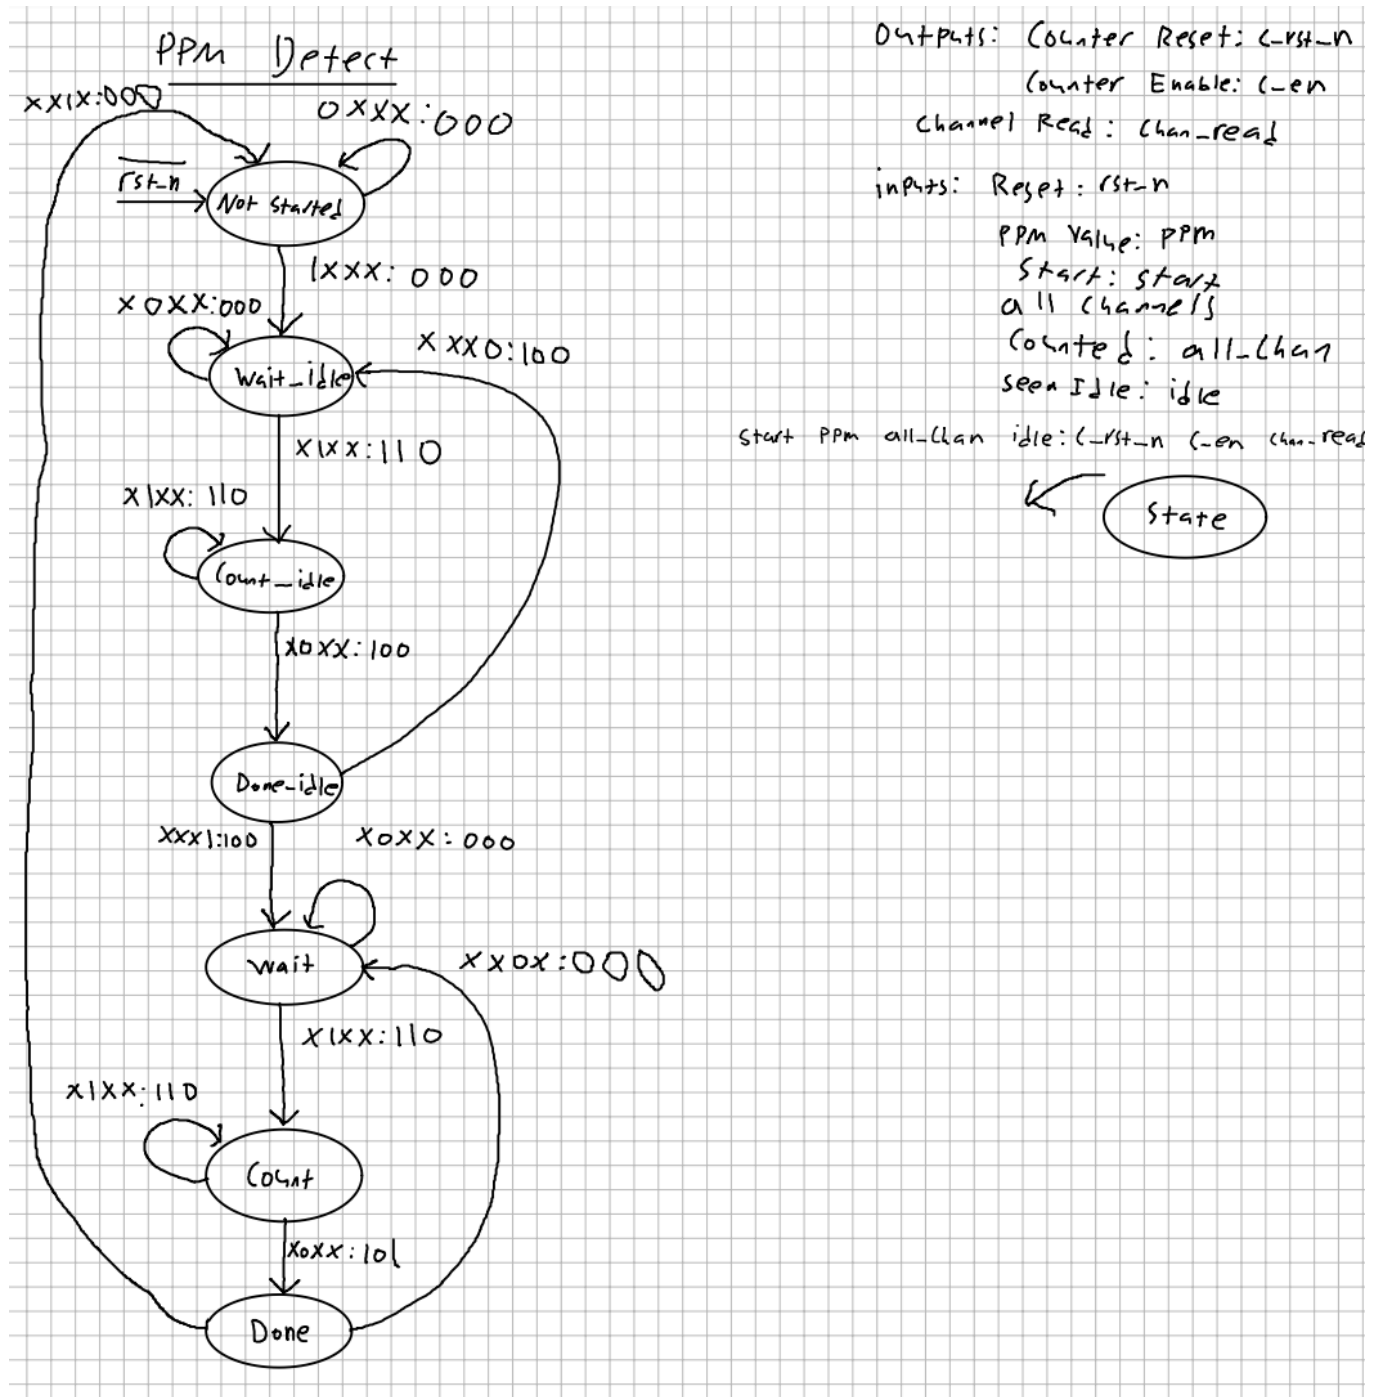 PPM Detect
xx1x:000
0xxx:000
rst_n
Not started
1xxx:000
x0xx:000
xxx0:100
Wait_idle
x1xx:110
x1xx:110
Count_idle
x0xx:100
Done_idle
xxx1:100
x0xx:000
Wait
xx0x:000
x1xx:110
x1xx:110
Count
x0xx:101
Done
Outputs: Counter Reset: c_rst_n
Counter Enable: c_en
Channel Read: chan_read
inputs: Reset: rst_n
PPM Value: ppm
Start: start
all channels
Counted: all_chan
seen Idle: idle
start ppm all_chan idle: c_rst_n c_en chan_read
State